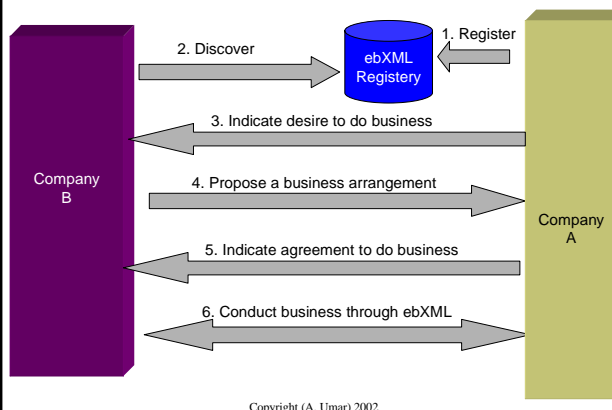 1. Register
2. Discover
ebXML
Registery
3. Indicate desire to do business
Company
B
4. Propose a business arrangement
Company
A
5. Indicate agreement to do business
6. Conduct business through ebXML
Copyright (A. Umar) 2002